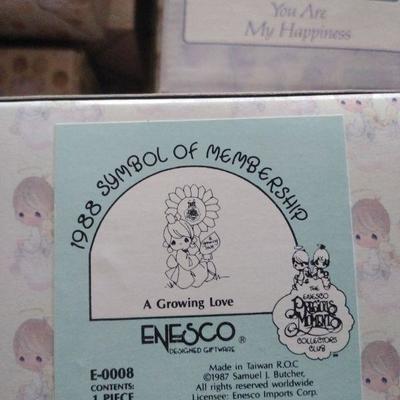 You Are
My Happiness
1988 SYMBOL OF MEMBERSHIP
A Growing Love
ENESCO®
DESIGNED GIFTWARE
THE
ENESCO
PRECIOUS
MOMENTS
COLLECTORS
CLUB
E-0008
CONTENTS:
1 PIECE
Made in Taiwan R.O.C
©1987 Samuel J. Butcher,
All rights reserved worldwide
Licensee: Enesco Imports Corp.